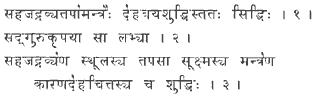 सहजद्रव्यतपोमन्त्रैः देहत्रयशुद्धिस्ततः सिद्धिः । १ ।
सद्गुरुकृपया सा लभ्या । २ ।
सहजद्रव्येण स्थूलस्य तपसा सूक्ष्मस्य मन्त्रेण
कारणदेहचित्तस्य च शुद्धिः । ३ ।